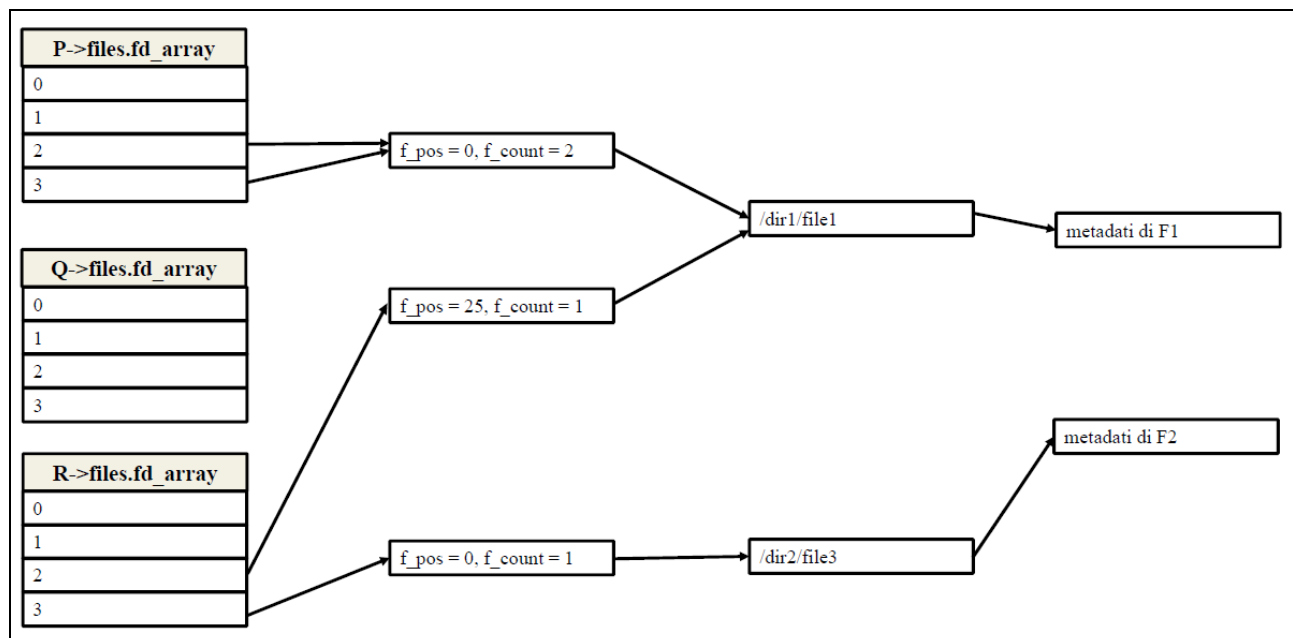 P->files.fd_array
0
1
2
3
f_pos = 0, f_count = 2
/dir1/file1
metadati di F1
Q->files.fd_array
0
1
2
3
f_pos = 25, f_count = 1
R->files.fd_array
0
1
2
3
f_pos = 0, f_count = 1
/dir2/file3
metadati di F2